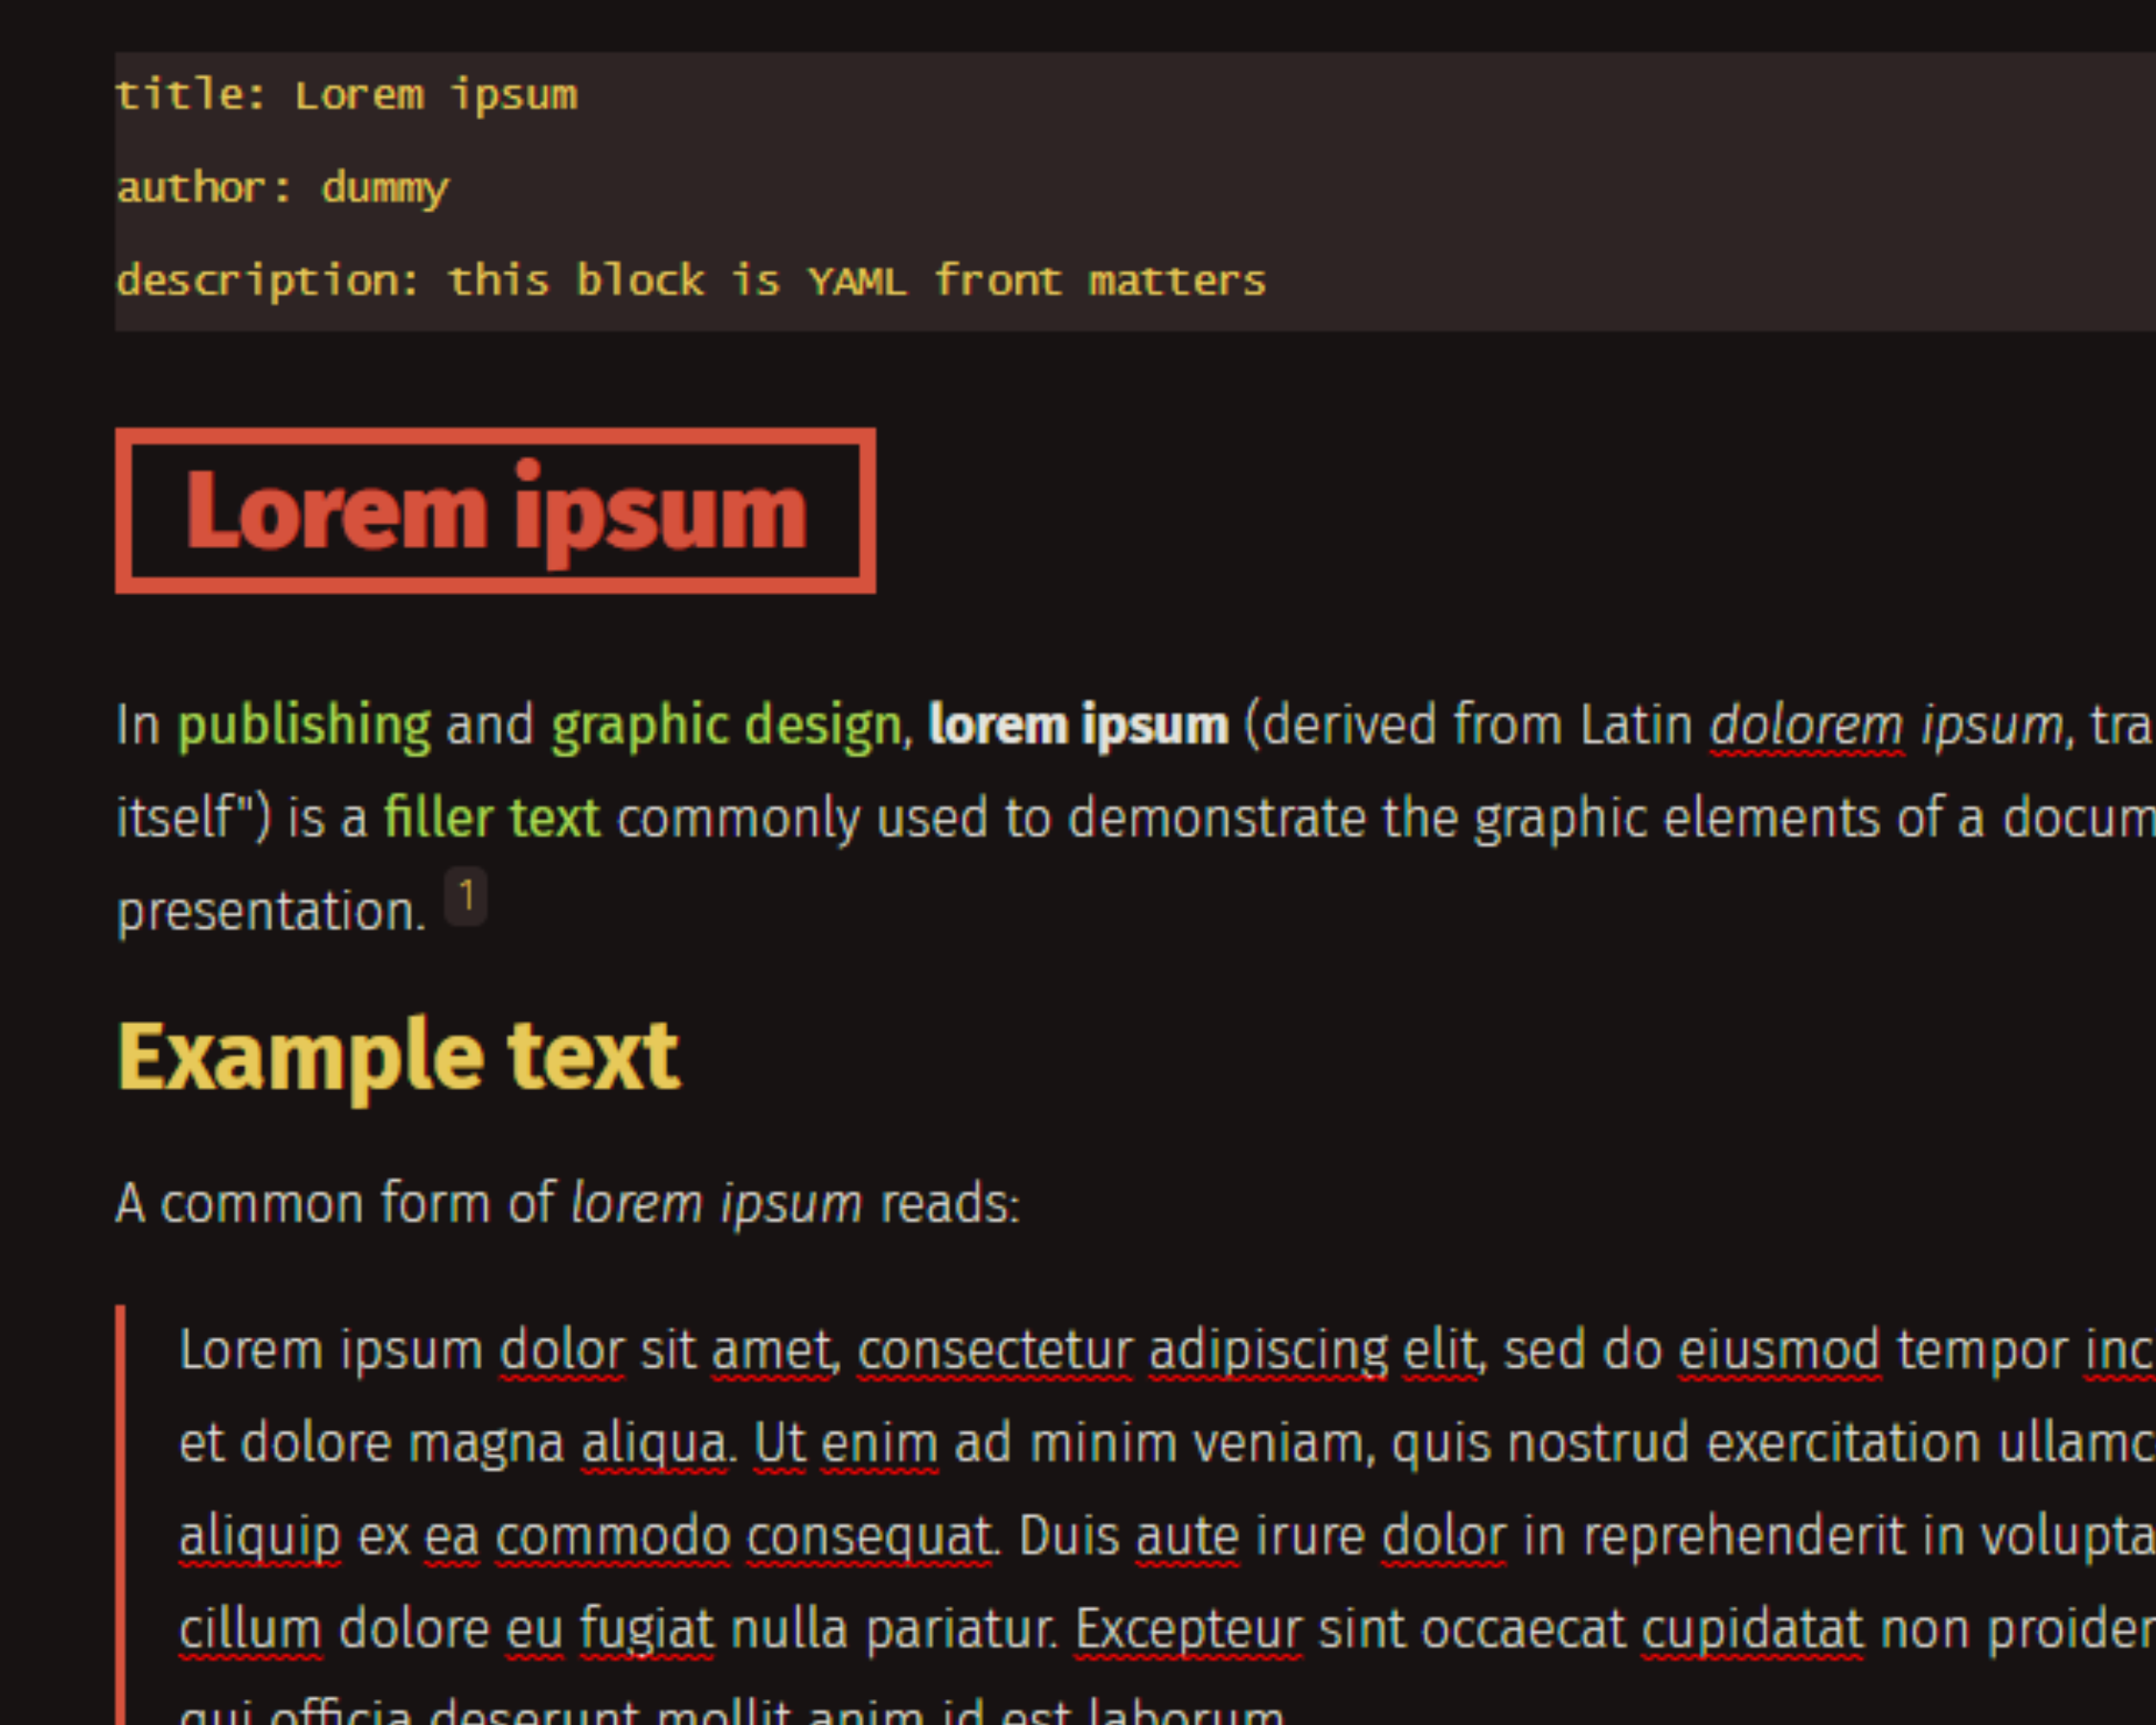 title: Lorem ipsum
author: dummy
description: this block is YAML front matters
Lorem ipsum
In publishing and graphic design, lorem ipsum (derived from Latin dolorem ipsum, tra
itself") is a filler text commonly used to demonstrate the graphic elements of a docum
presentation. 1
Example text
A common form of lorem ipsum reads:
Lorem ipsum dolor sit amet, consectetur adipiscing elit, sed do eiusmod tempor inc
et dolore magna aliqua. Ut enim ad minim veniam, quis nostrud exercitation ullamc
aliquip ex ea commodo consequat. Duis aute irure dolor in reprehenderit in volupta
cillum dolore eu fugiat nulla pariatur. Excepteur sint occaecat cupidatat non proiden
qui officia deserunt mollit anim id est laborum.